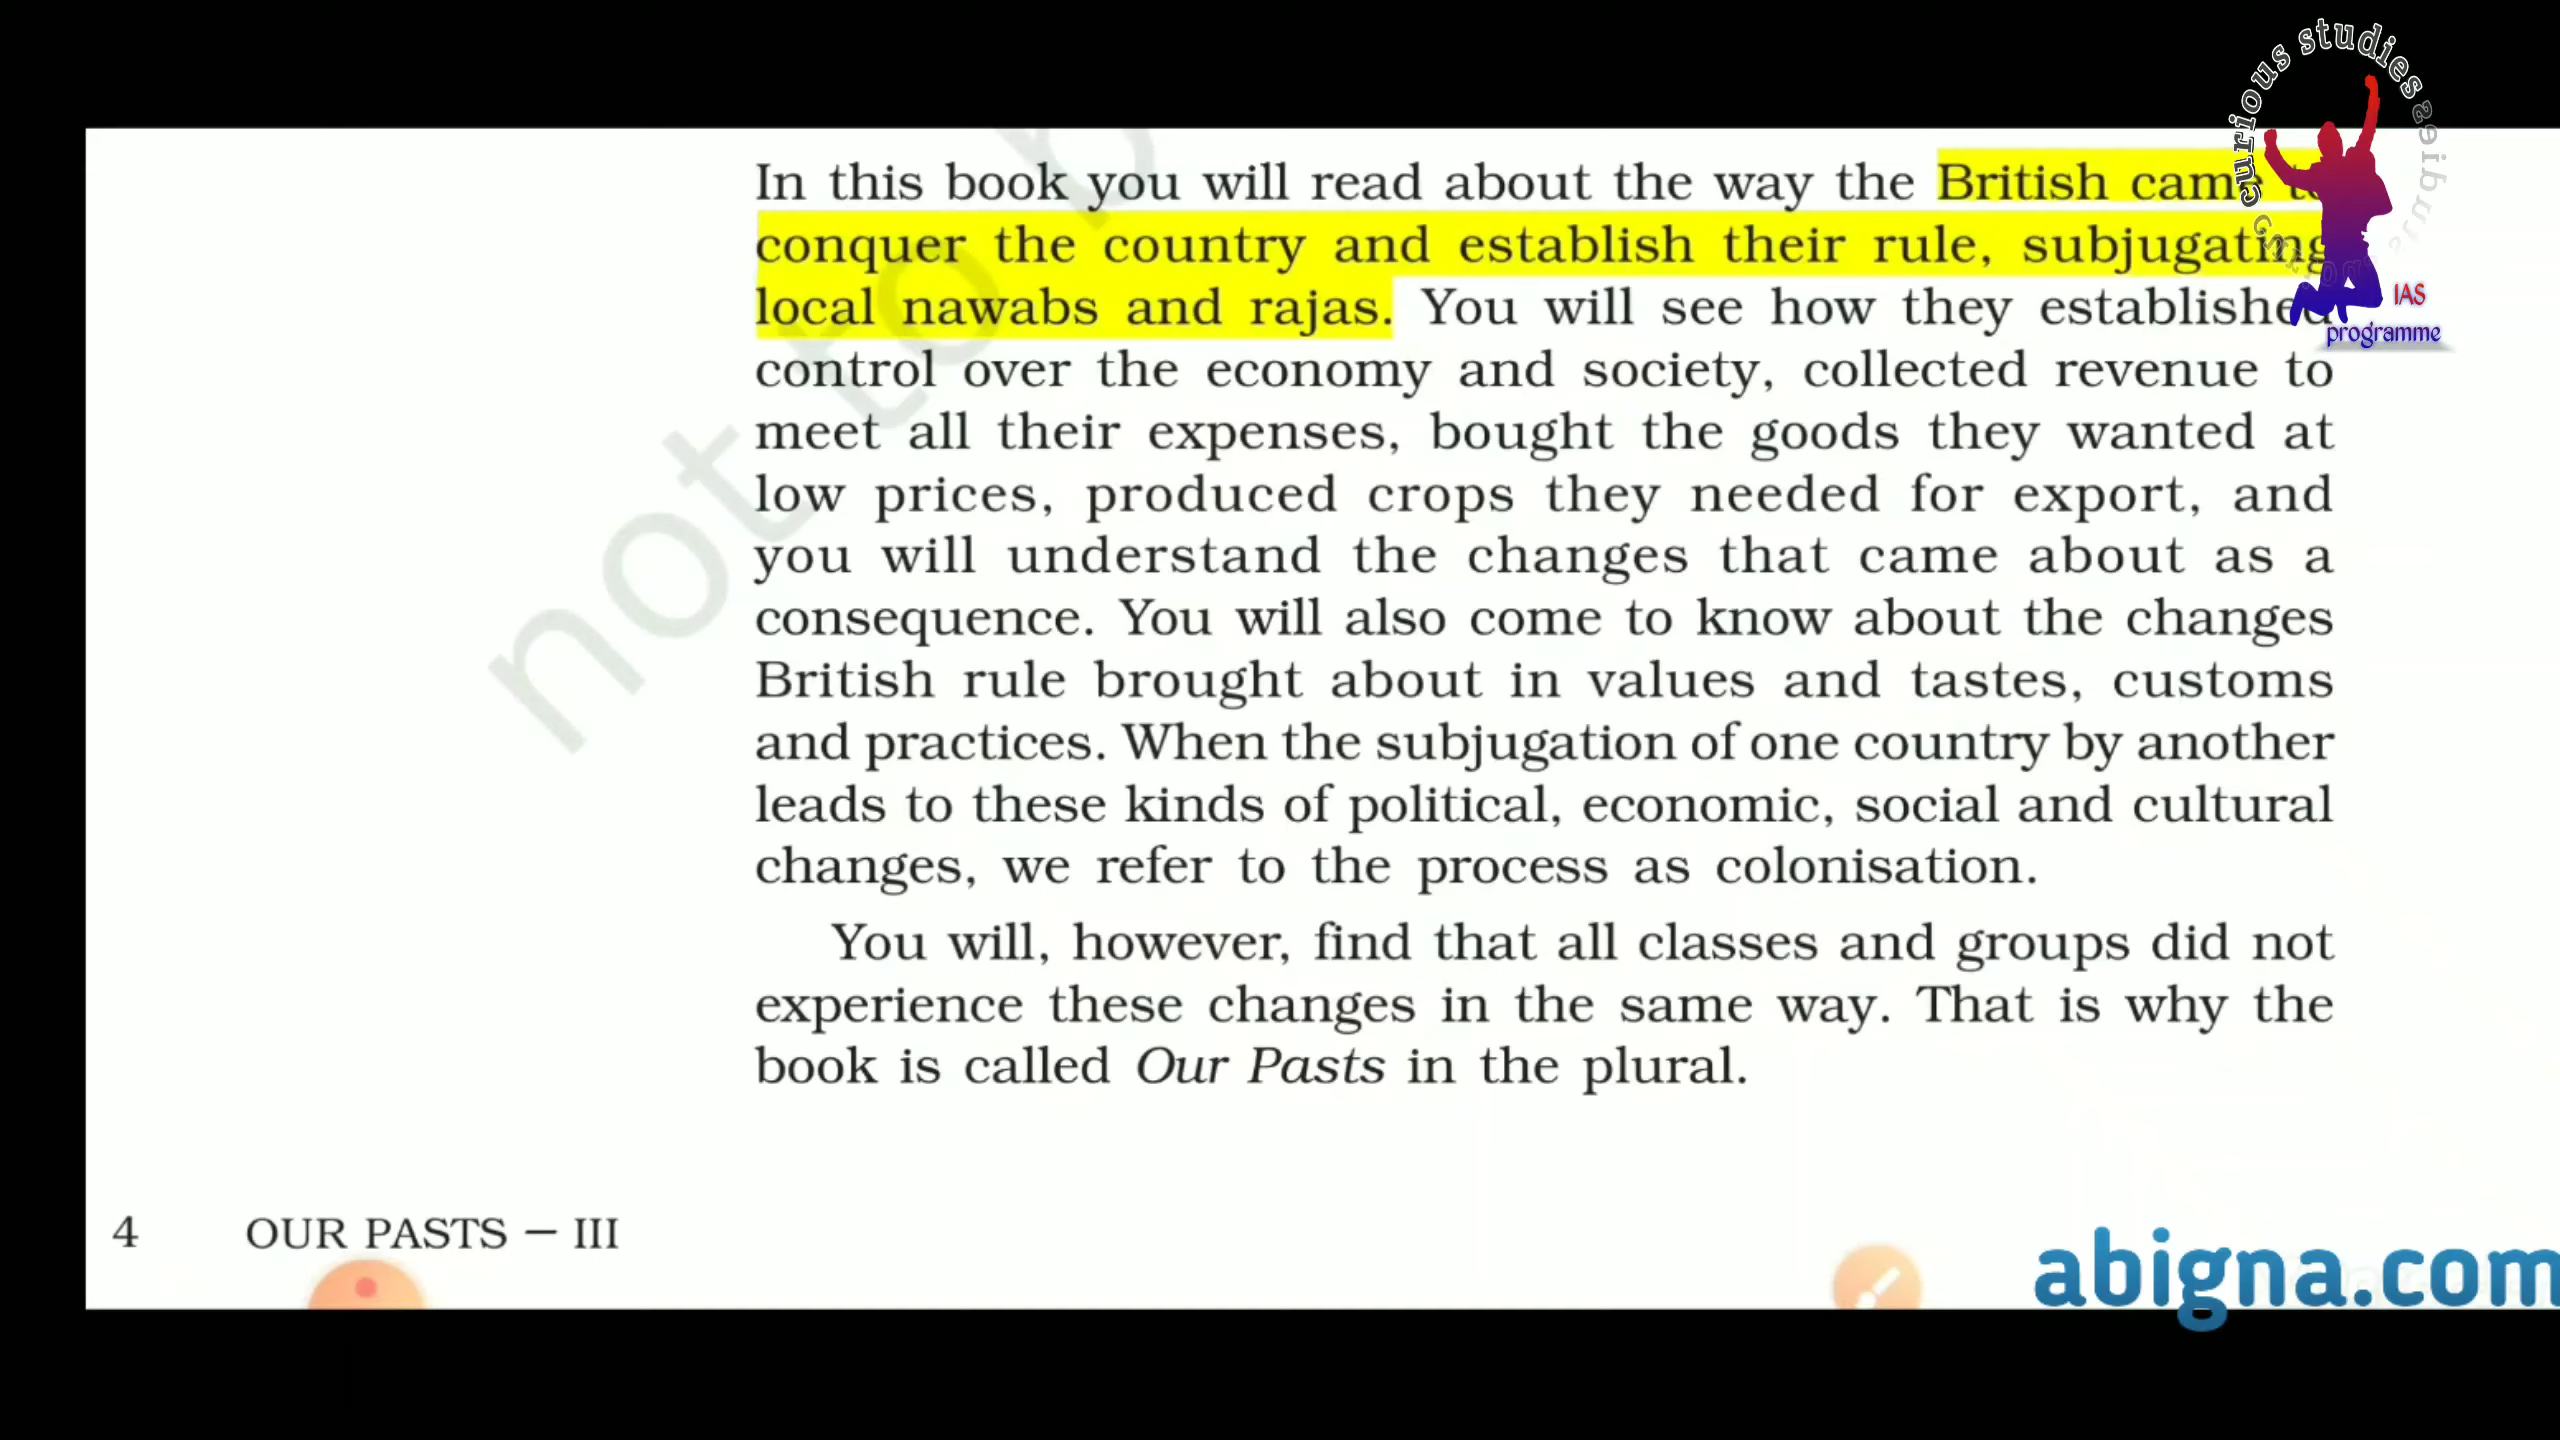 curious studies
In this book you will read about the way the British came to
conquer the country and establish their rule, subjugating
local nawabs and rajas. You will see how they established
IAS
programme
control over the economy and society, collected revenue to
meet all their expenses, bought the goods they wanted at
low prices, produced crops they needed for export, and
you will understand the changes that came about as a
consequence. You will also come to know about the changes
British rule brought about in values and tastes, customs
and practices. When the subjugation of one country by another
leads to these kinds of political, economic, social and cultural
changes, we refer to the process as colonisation.
You will, however, find that all classes and groups did not
experience these changes in the same way. That is why the
book is called Our Pasts in the plural.
not to b
4 OUR PASTS — III
abigna.com